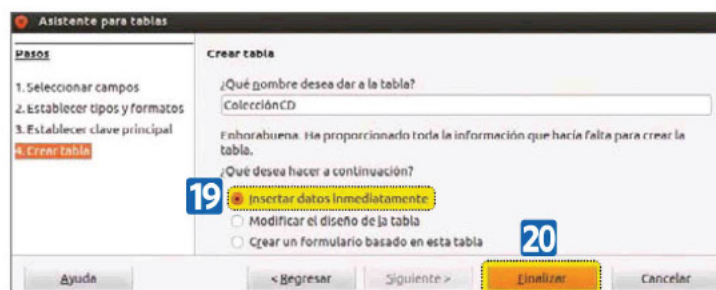 Asistente para tablas
Pasos
1. Seleccionar campos
2. Establecer tipos y formatos
3. Establecer clave principal
4. Crear tabla
Crear tabla
¿Qué nombre desea dar a la tabla?
ColecciónCD
Enhorabuena. Ha proporcionado toda la información que hacía falta para crear la
tabla.
¿Qué desea hacer a continuación?
19
Insertar datos inmediatamente
Modificar el diseño de la tabla
Crear un formulario basado en esta tabla
20
Ayuda
< Regresar
Siguiente >
Finalizar
Cancelar